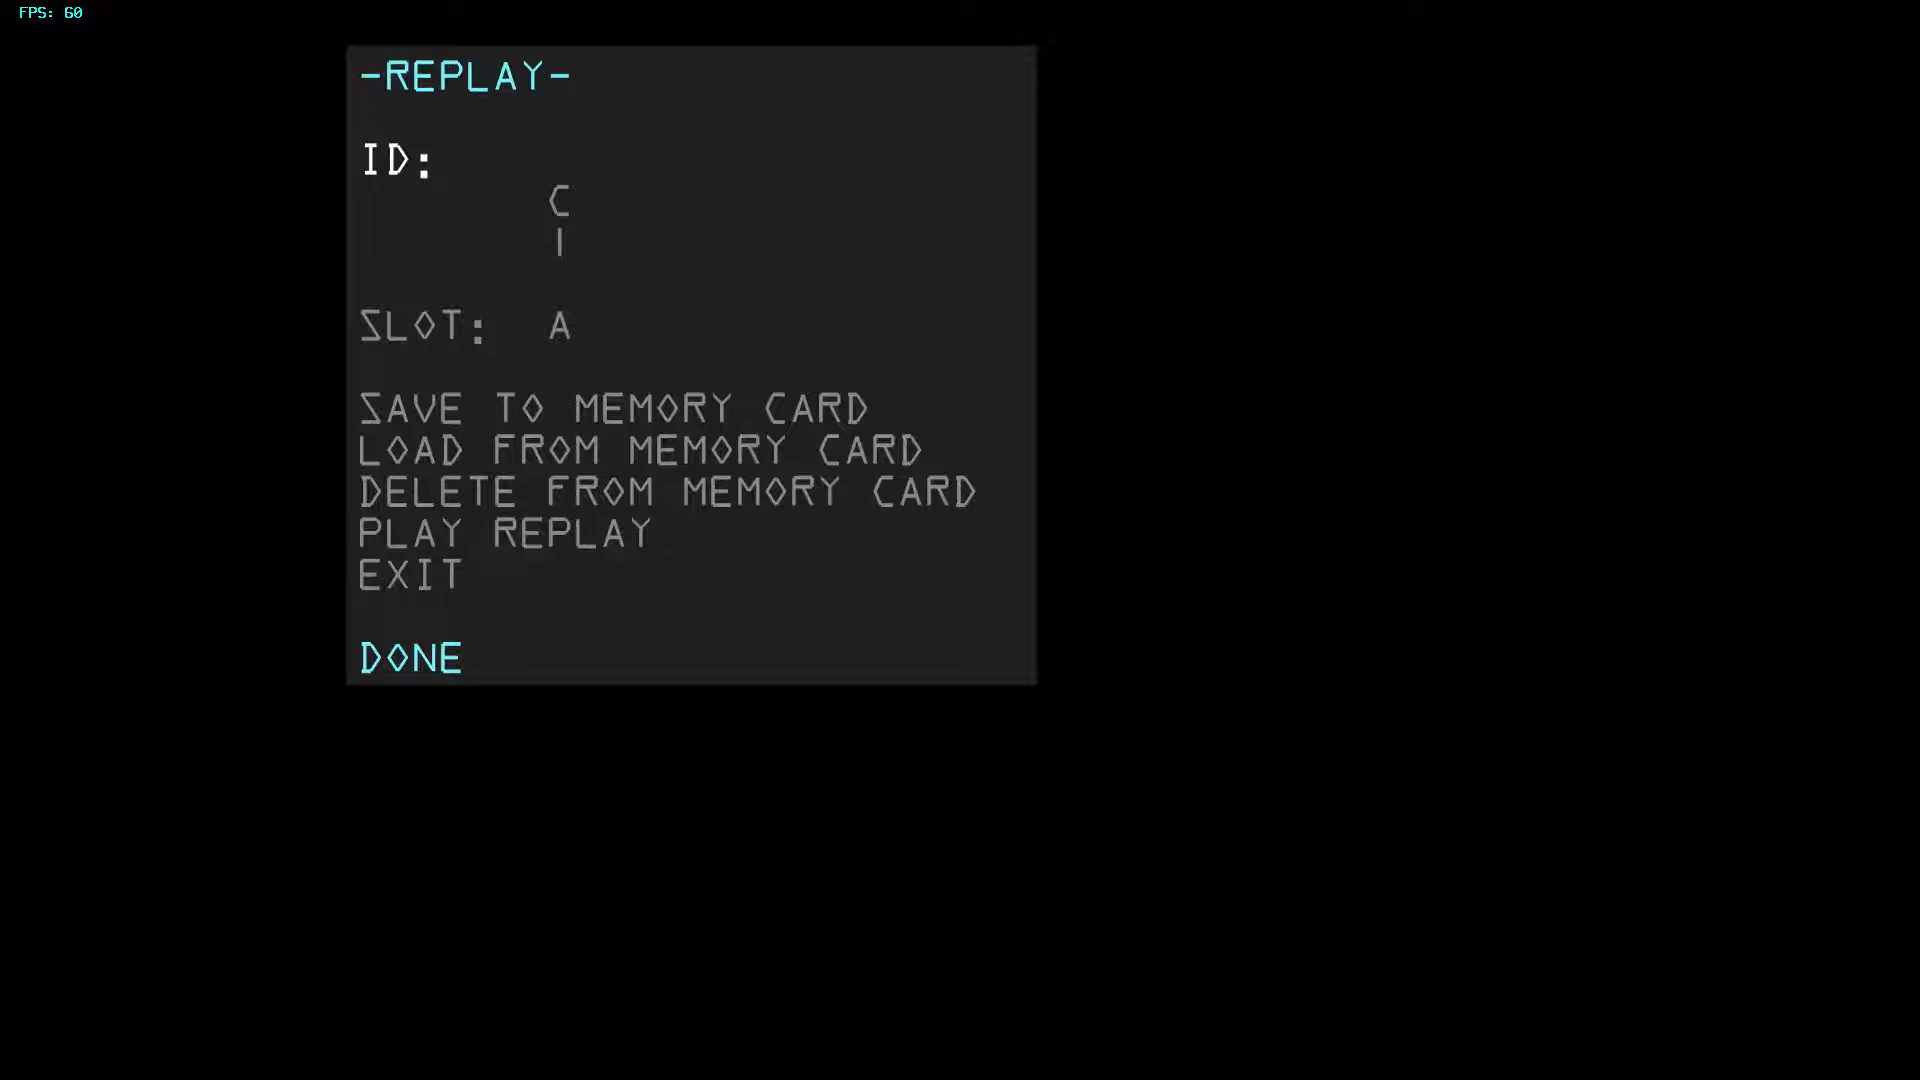 FPS: 60
-REPLAY-
ID:
C
|
SLOT: A
SAVE TO MEMORY CARD
LOAD FROM MEMORY CARD
DELETE FROM MEMORY CARD
PLAY REPLAY
EXIT
DONE